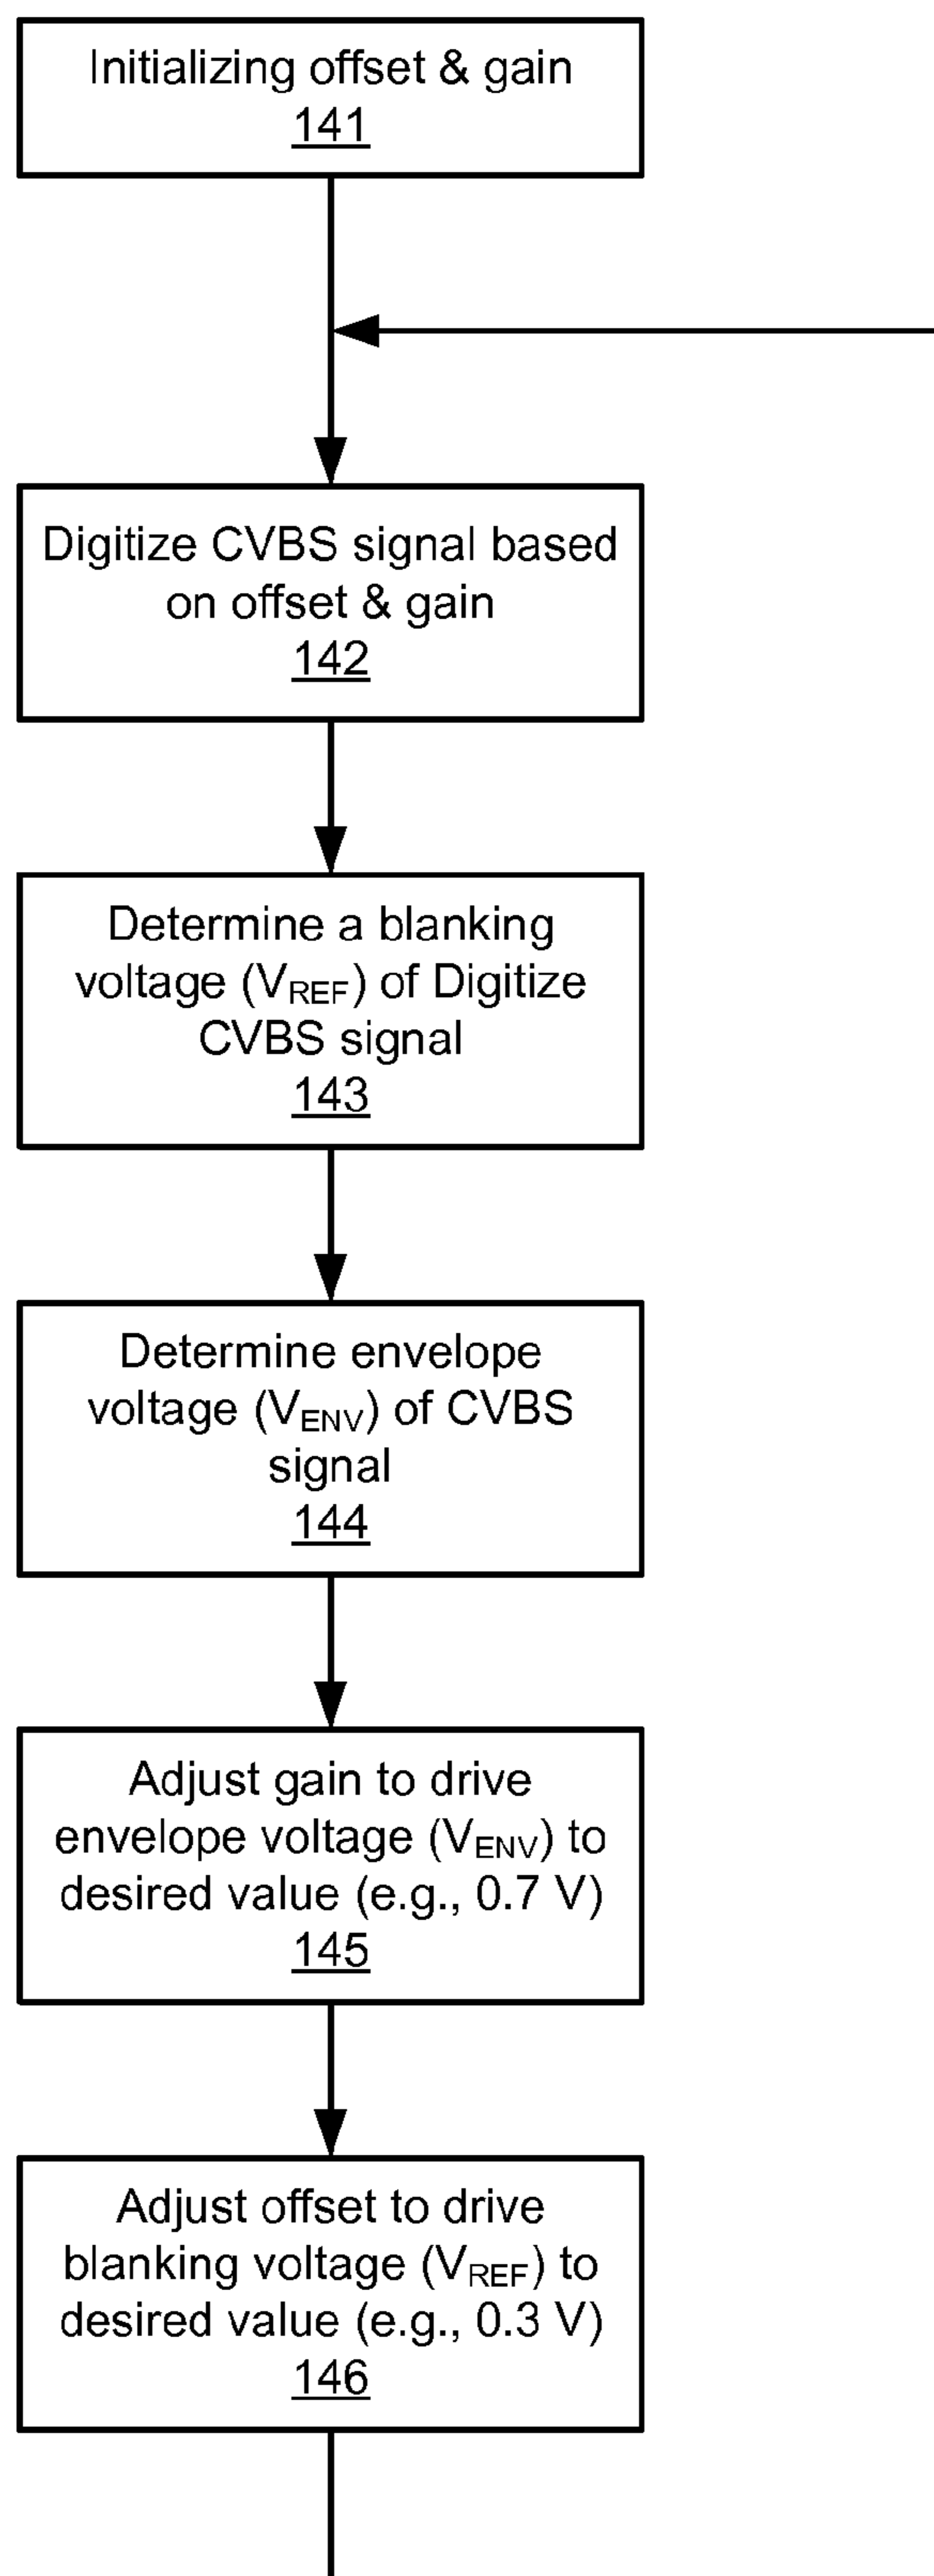 Initializing offset & gain
141
Digitize CVBS signal based
on offset & gain
142
Determine a blanking
voltage (VREF) of Digitize
CVBS signal
143
Determine envelope
voltage (VENV) of CVBS
signal
144
Adjust gain to drive
envelope voltage (VENV) to
desired value (e.g., 0.7 V)
145
Adjust offset to drive
blanking voltage (VREF) to
desired value (e.g., 0.3 V)
146